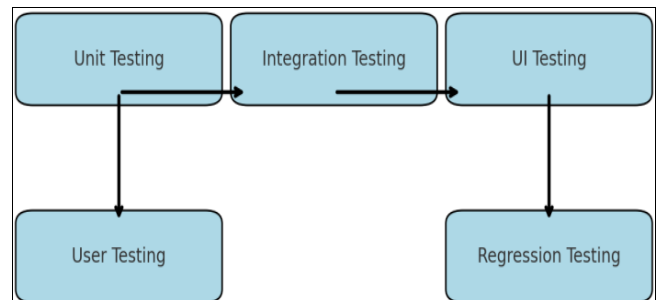 Unit Testing
Integration Testing
UI Testing
User Testing
Regression Testing